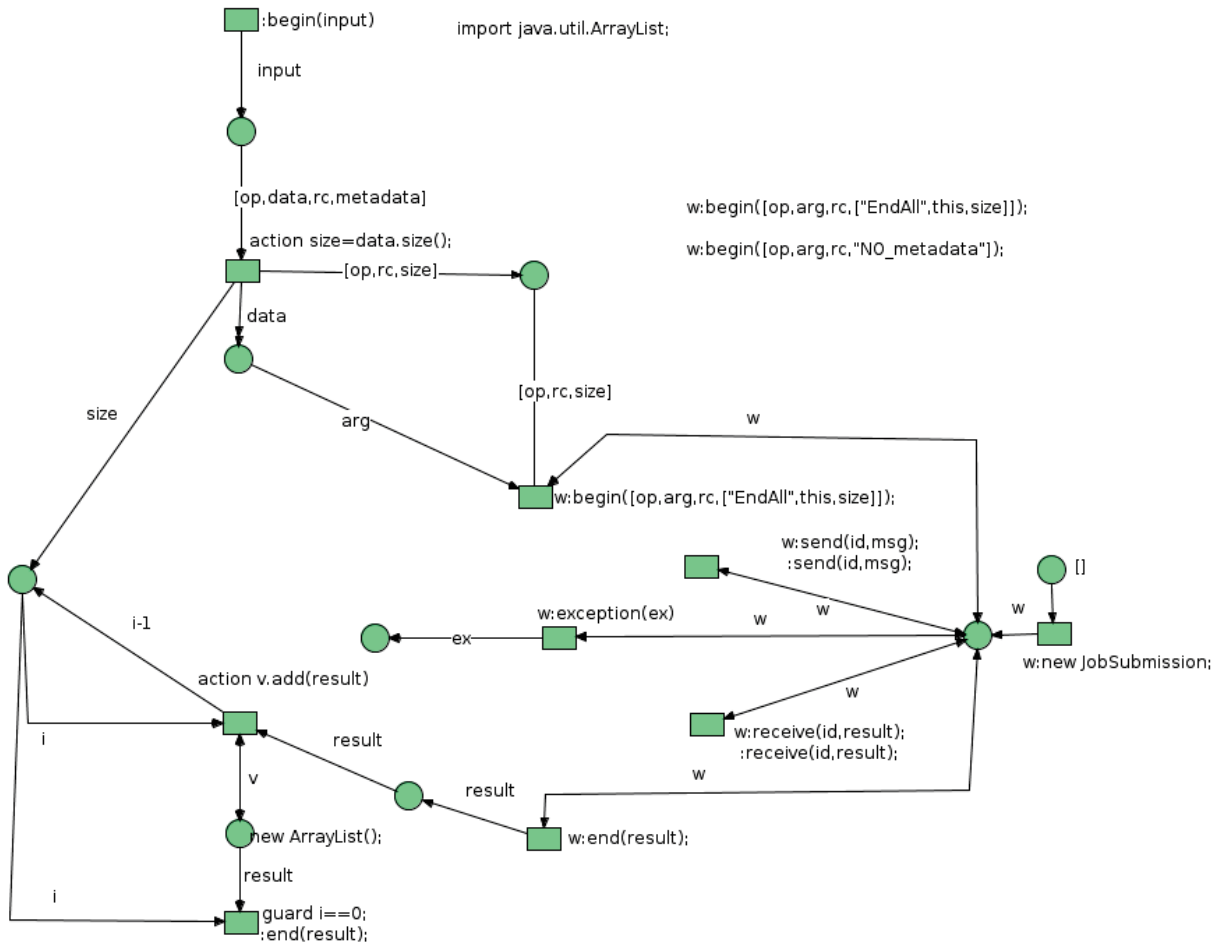 :begin(input)
import java.util.ArrayList;
input
[op,data,rc,metadata]
w:begin([op,arg,rc,["EndAll",this,size]]);
action size=data.size();
w:begin([op,arg,rc,"NO_metadata"]);
[op,rc,size]
data
[op,rc,size]
size
arg
w
w:begin([op,arg,rc,["EndAll",this,size]]);
w:send(id,msg);
:send(id,msg);
[]
w
w
w:exception(ex)
w
i-1
ex
w:new JobSubmission;
action v.add(result)
w
w:receive(id,result);
:receive(id,result);
i
result
w
v
result
new ArrayList();
w:end(result);
result
i
guard i==0;
:end(result);